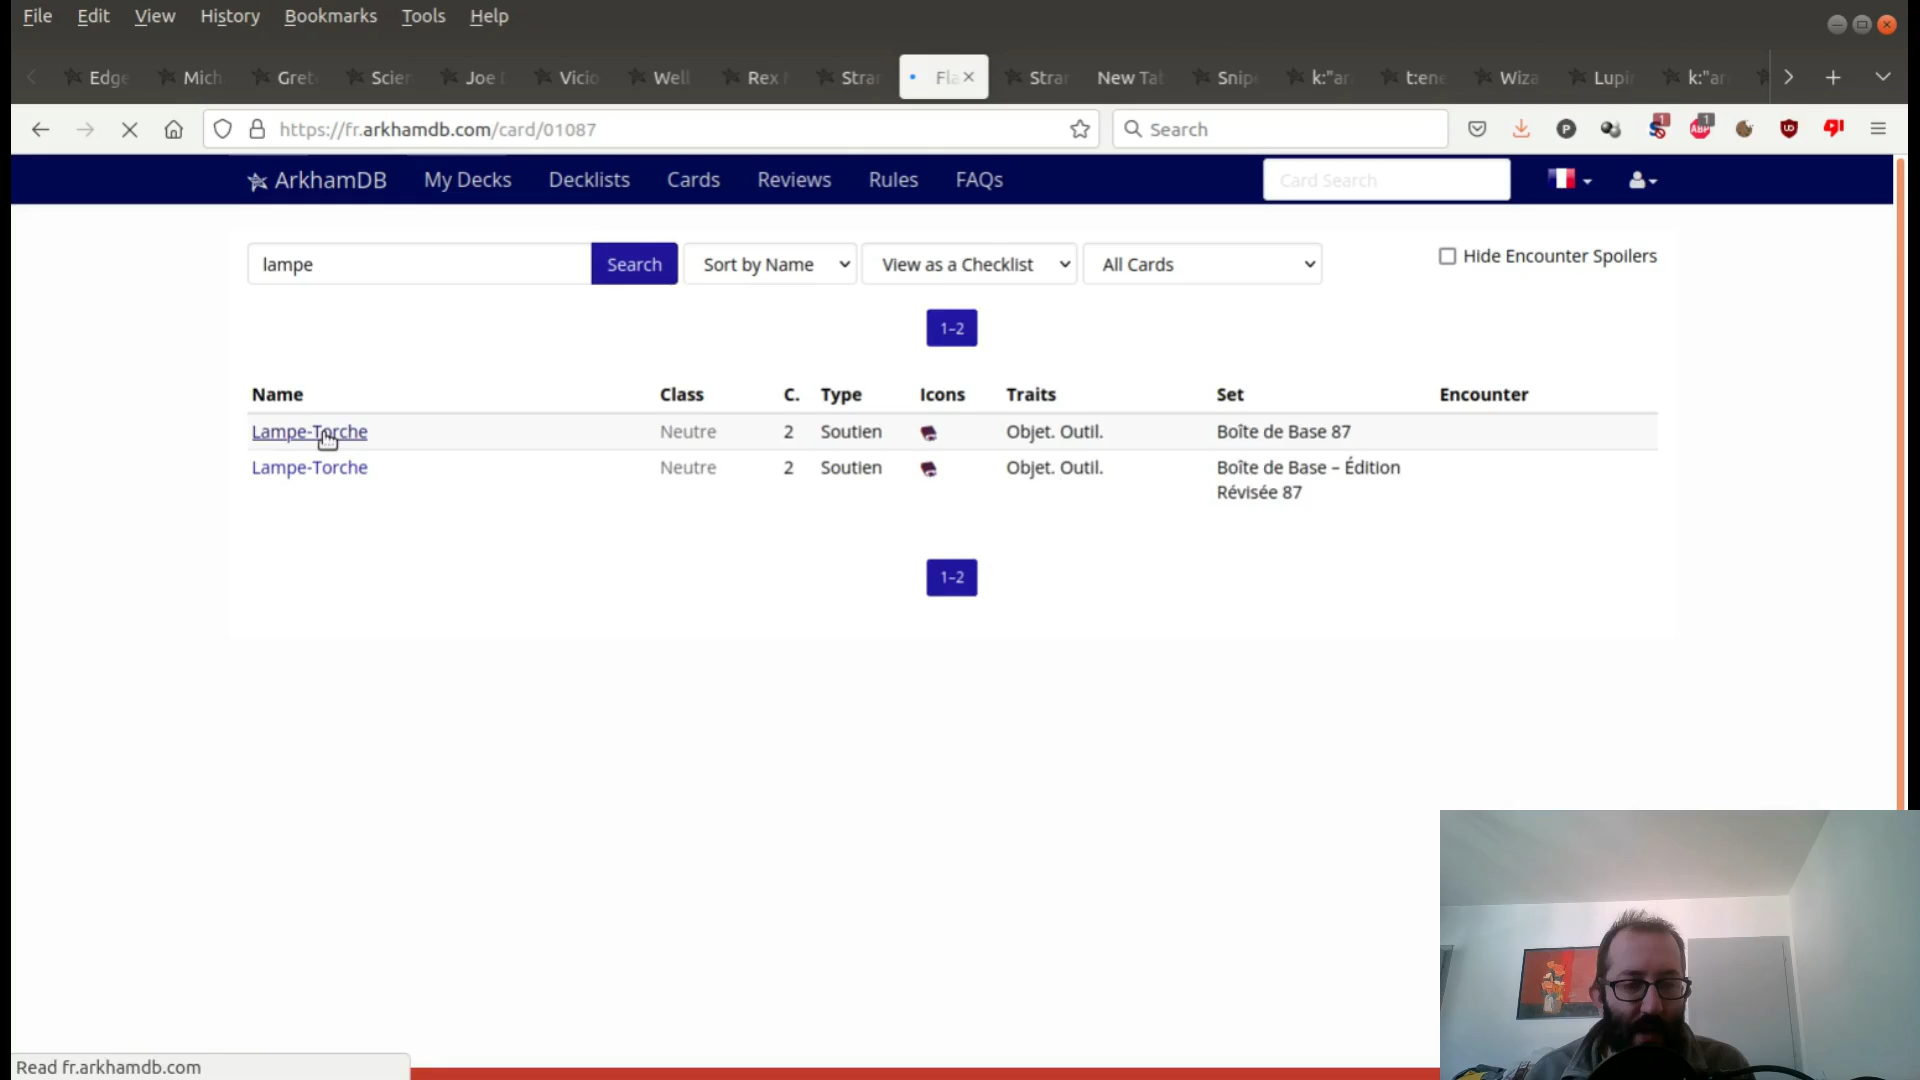 File Edit View History Bookmarks Tools Help
Edge Mich Gret Scier Joe Vicio Well Rex Stra Fla Stra New Tab Snip k:"ar t:ene Wiza Lupi k:"ar
https://fr.arkhamdb.com/card/01087 Search
ArkhamDB My Decks Decklists Cards Reviews Rules FAQs Card Search
lampe Search Sort by Name View as a Checklist All Cards Hide Encounter Spoilers
1–2
Name Class C. Type Icons Traits Set Encounter
Lampe-Torche Neutre 2 Soutien Objet. Outil. Boîte de Base 87
Lampe-Torche Neutre 2 Soutien Objet. Outil. Boîte de Base – Édition
Révisée 87
1–2
Read fr.arkhamdb.com